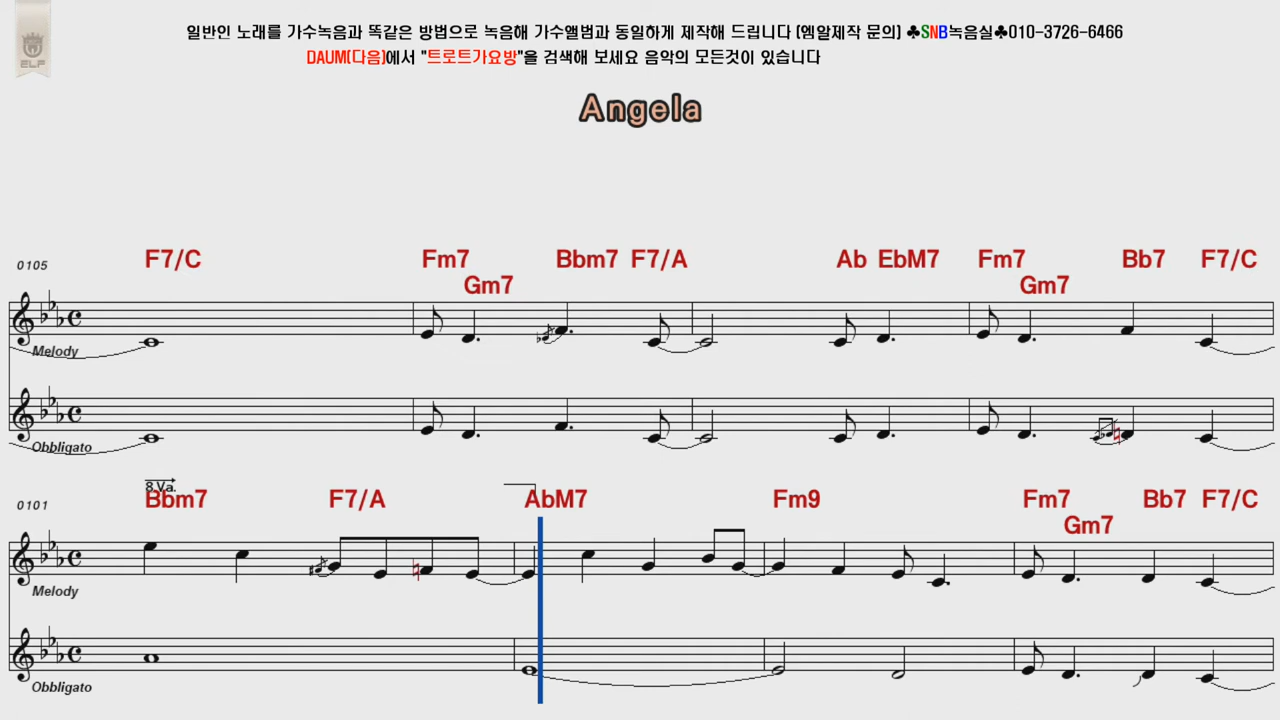 일반인 노래를 가수녹음과 똑같은 방법으로 녹음해 가수앨범과 동일하게 제작해 드립니다 (엠알제작 문의) ♣SNB녹음실♣010-3726-6466
ELF
DAUM(다음)에서 "트로트가요방"을 검색해 보세요 음악의 모든것이 있습니다
Angela
0105 F7/C Fm7 Bbm7 F7/A Ab EbM7 Fm7 Bb7 F7/C
Gm7 Gm7
Melody
Obbligato
8.Va.
0101 Bbm7 F7/A AbM7 Fm9 Fm7 Bb7 F7/C
Gm7
Melody
Obbligato